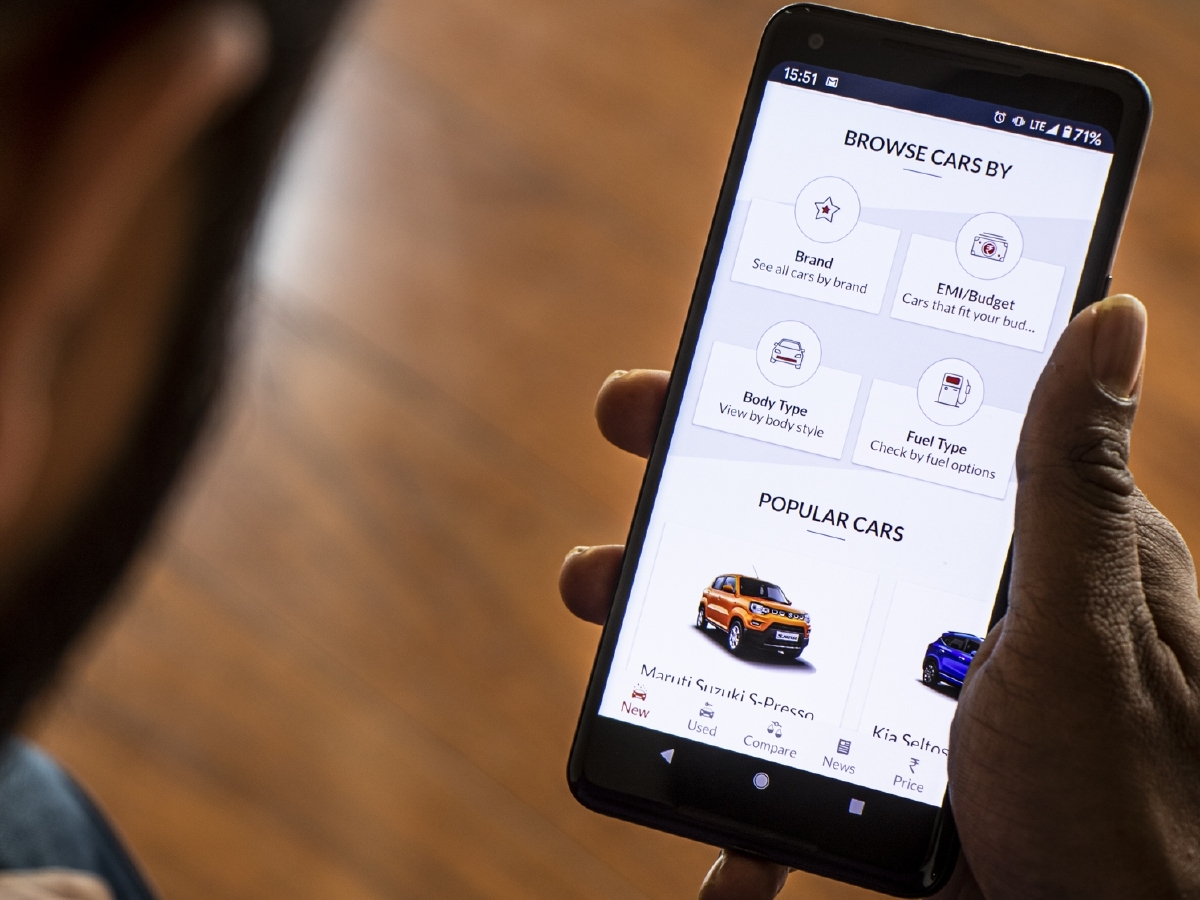 15:51
LTE 71%
BROWSE CARS BY
Brand
See all cars by brand
EMI/Budget
Cars that fit your bud...
Body Type
View by body style
Fuel Type
Check by fuel options
POPULAR CARS
Maruti Suzuki S-Presso
Kia Seltos
New
Used
Compare
News
₹
Price